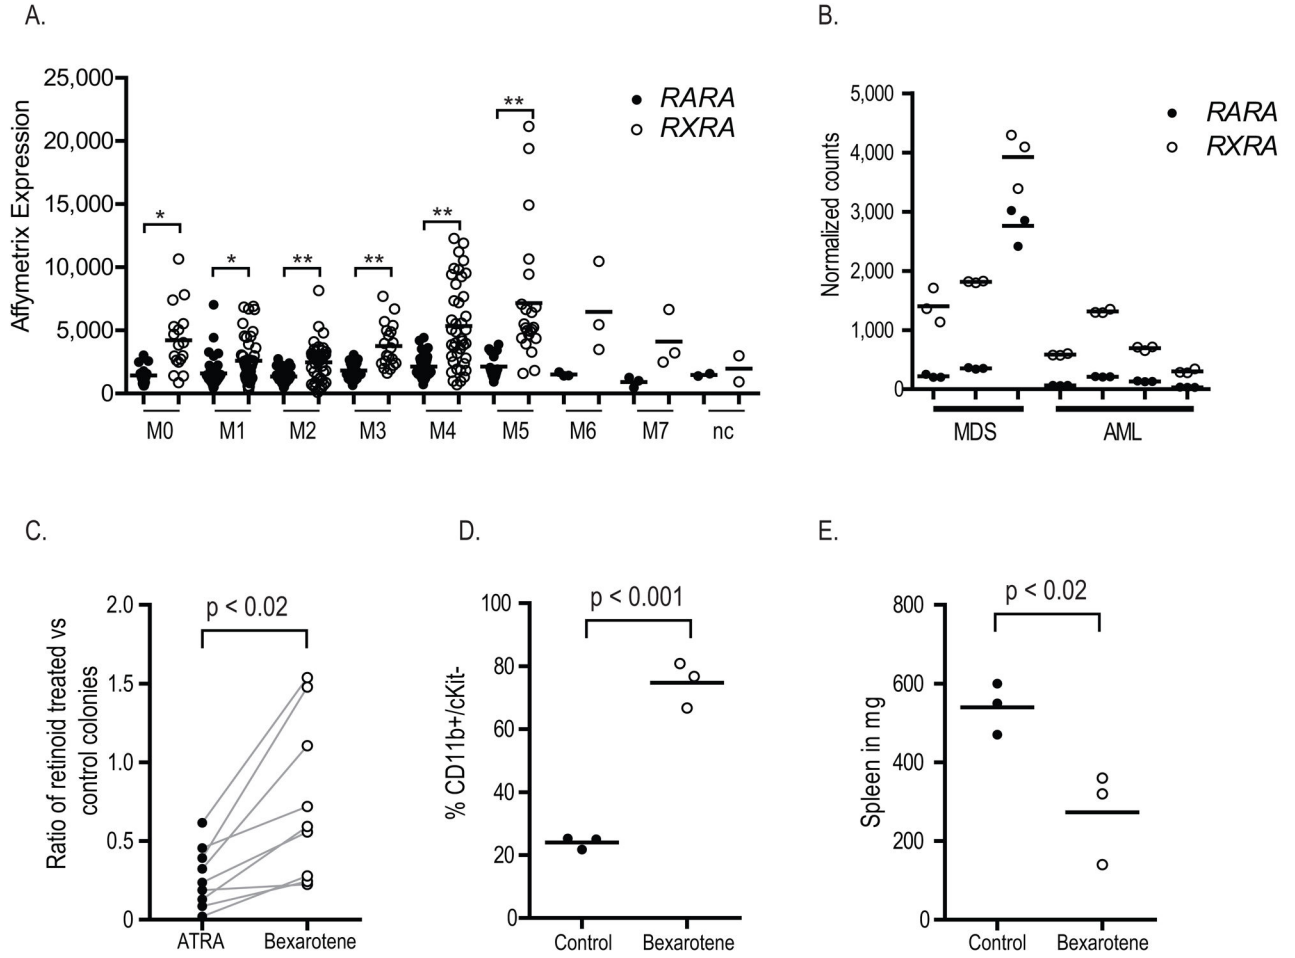 A.
Affymetrix Expression
25,000
20,000
15,000
10,000
5,000
0
* * ** ** ** **
RARA
RXRA
M0 M1 M2 M3 M4 M5 M6 M7 nc
B.
Normalized counts
5,000
4,000
3,000
2,000
1,000
0
RARA
RXRA
MDS AML
C.
Ratio of retinoid treated vs
control colonies
2.0
1.5
1.0
0.5
0
p < 0.02
ATRA Bexarotene
D.
% CD11b+/cKit-
100
80
60
40
20
0
p < 0.001
Control Bexarotene
E.
Spleen in mg
800
600
400
200
0
p < 0.02
Control Bexarotene